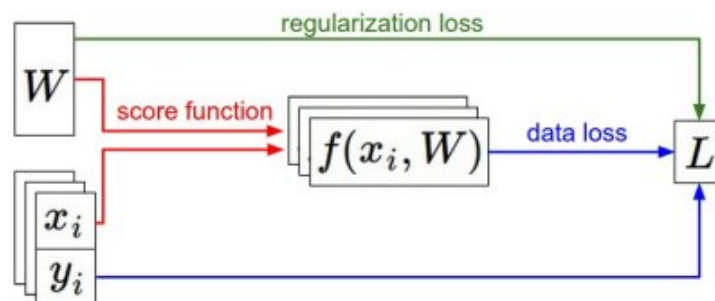 regularization loss
W
score function
f(x_i, W)
data loss
L
x_i
y_i